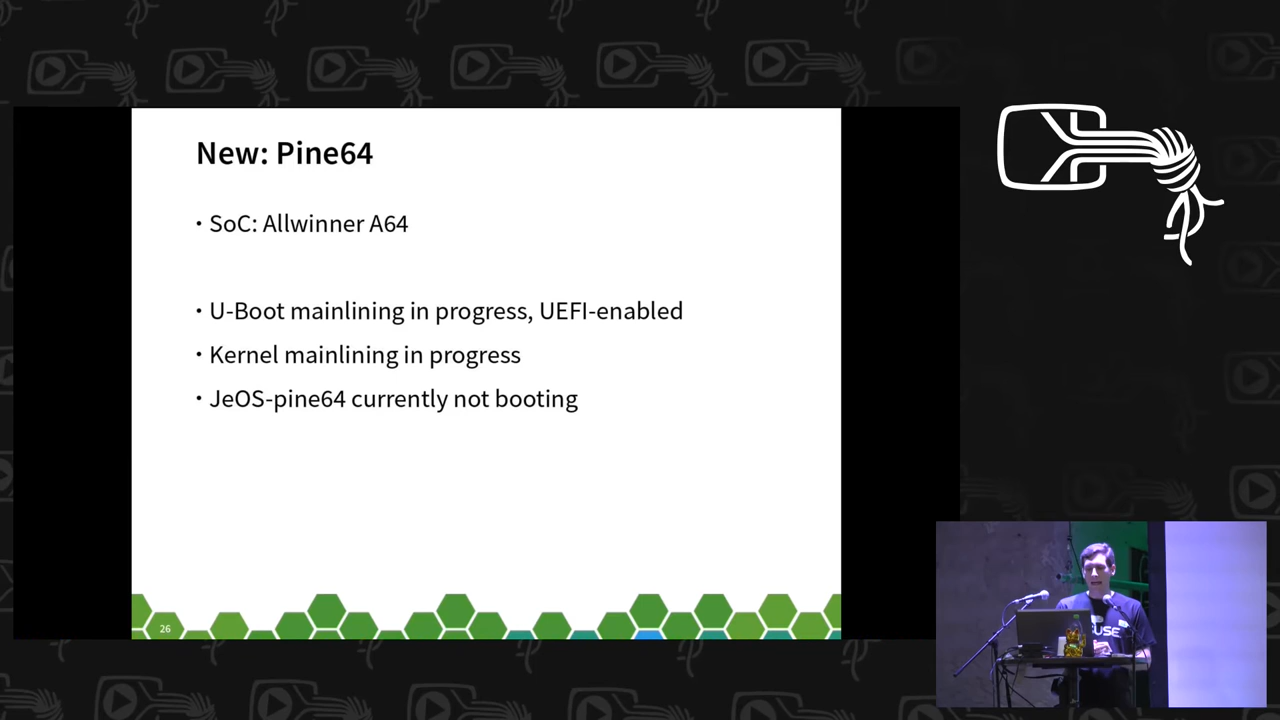 New: Pine64
• SoC: Allwinner A64
• U-Boot mainlining in progress, UEFI-enabled
• Kernel mainlining in progress
• JeOS-pine64 currently not booting
26
USE